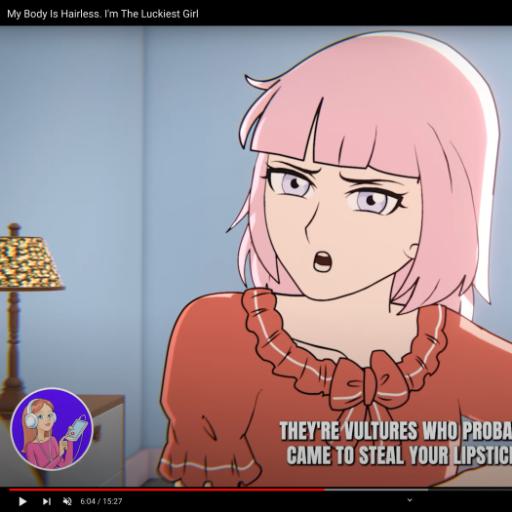 My Body Is Hairless. I'm The Luckiest Girl
THEY'RE VULTURES WHO PROBA
CAME TO STEAL YOUR LIPSTIC
6:04 / 15:27